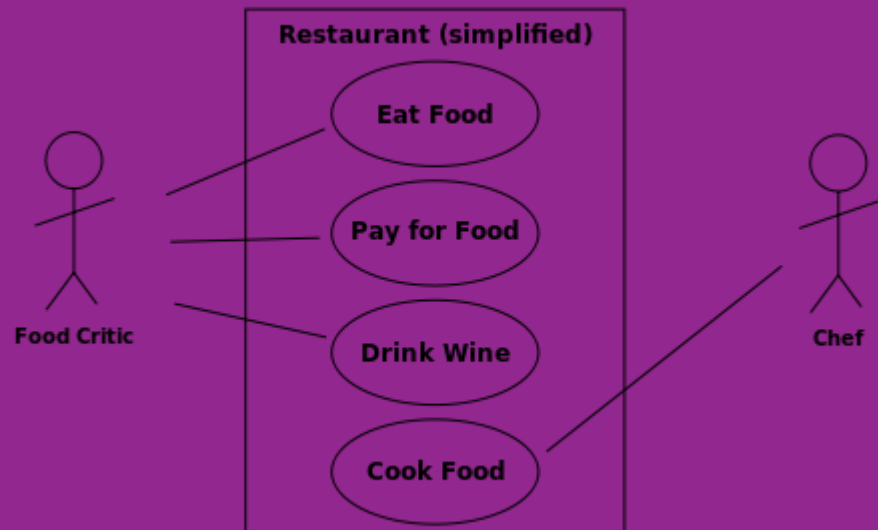 Restaurant (simplified)
Eat Food
Pay for Food
Drink Wine
Cook Food
Food Critic
Chef